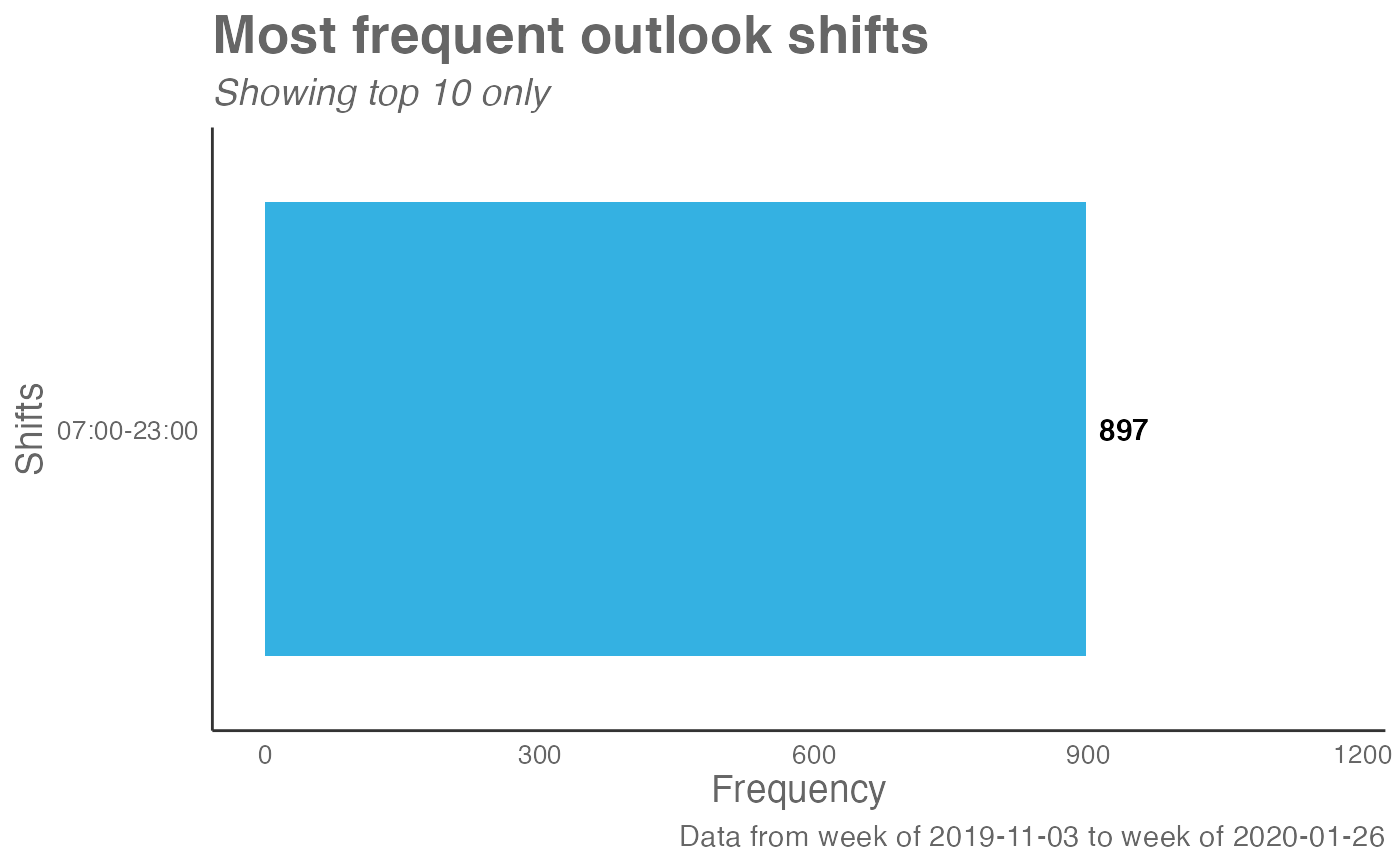 Most frequent outlook shifts
Showing top 10 only
Shifts
07:00-23:00
897
0 300 600 900 1200
Frequency
Data from week of 2019-11-03 to week of 2020-01-26